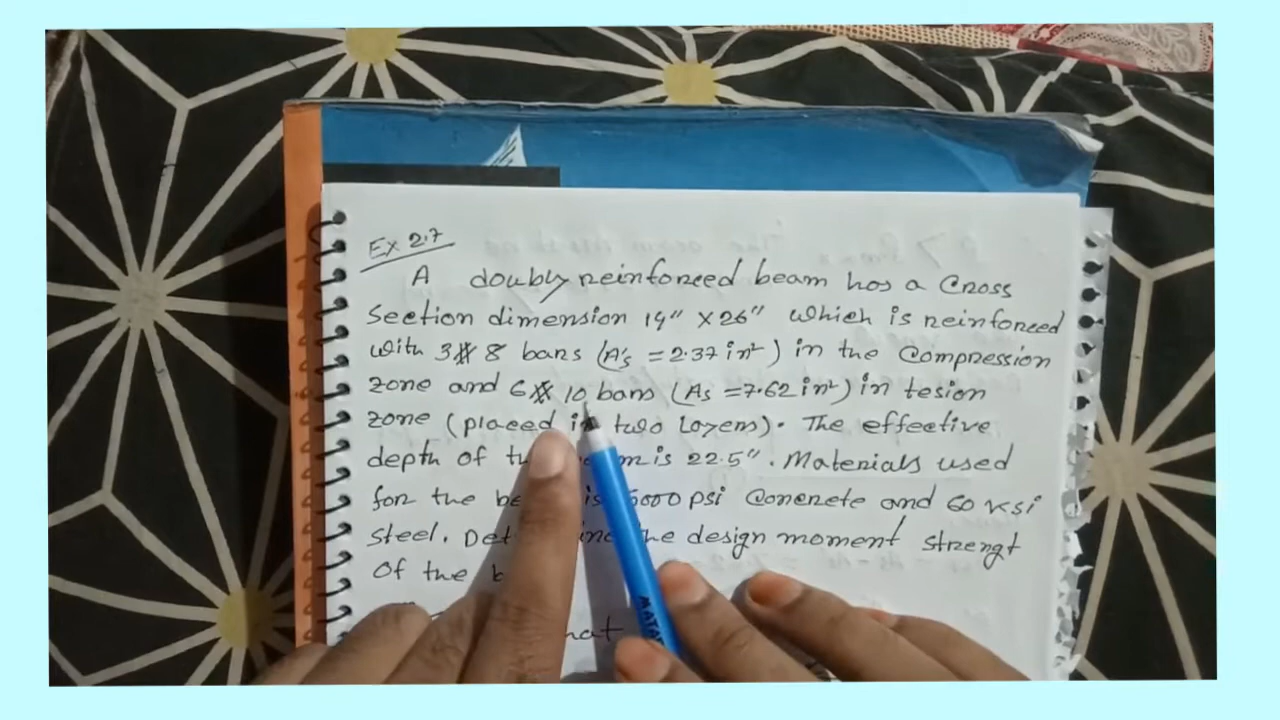 Ex 2.7
A doubly reinforced beam has a Cross
Section dimension 14" X 26" which is reinforced
with 3# 8 bars (A's = 2.37 in²) in the Compression
zone and 6# 10 bars (As = 7.62 in²) in tesion
zone (placed in two layers). The effective
depth of is 22.5". Materials used
for the is 5000 psi Concrete and 60 ksi
steel. the design moment strengt
Of the
MATA